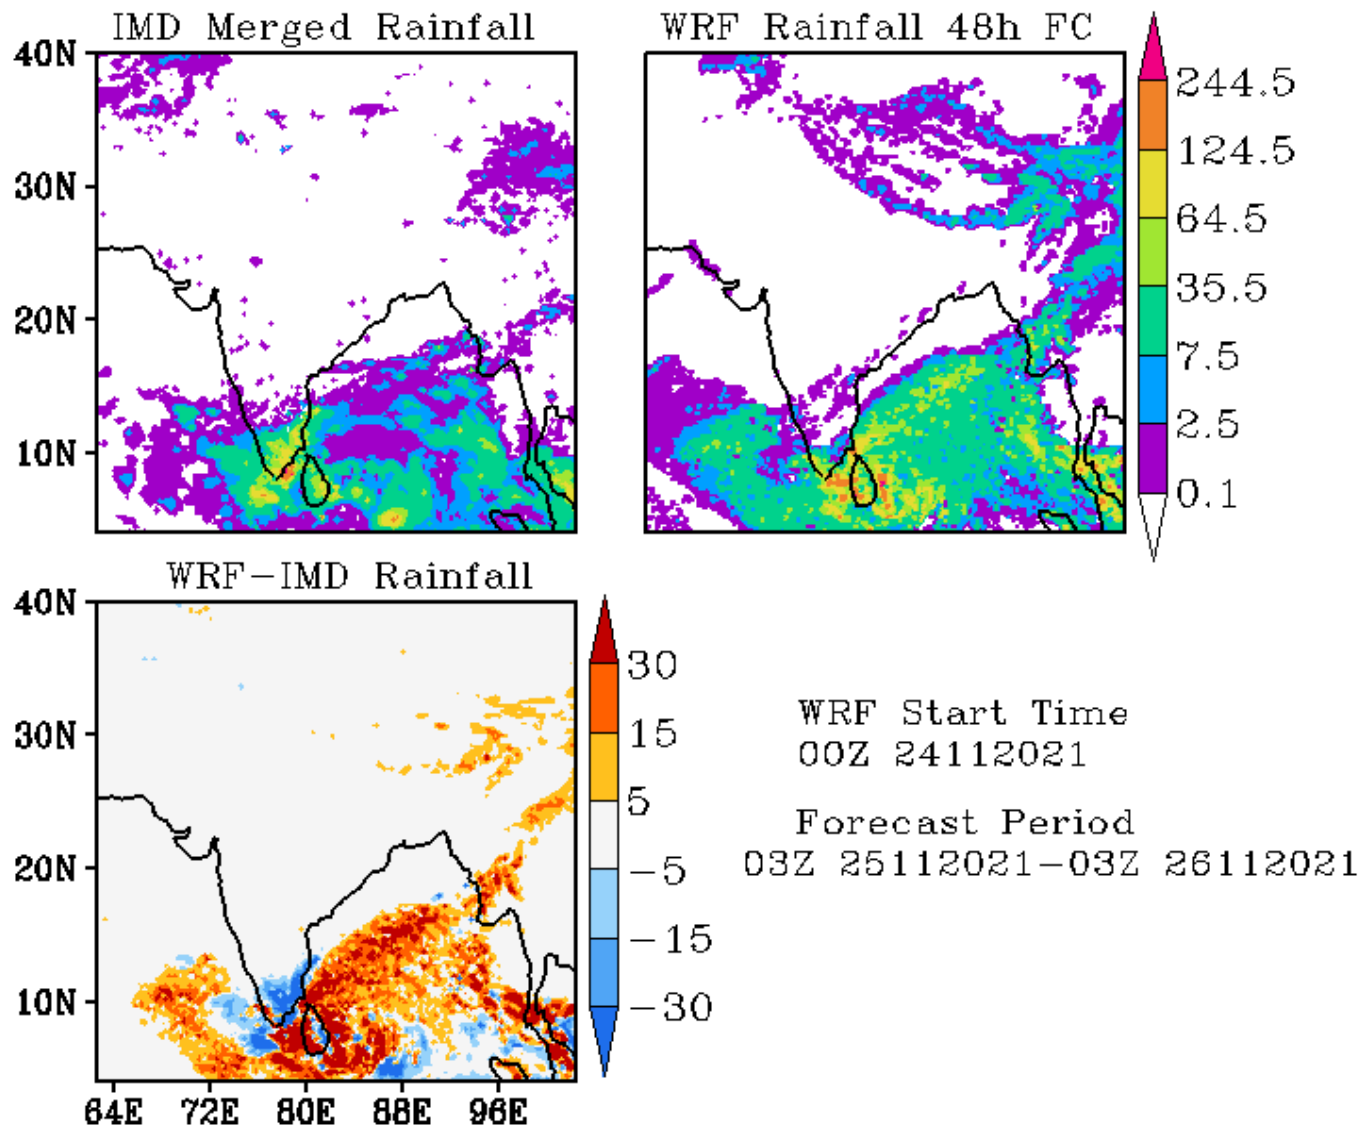 IMD Merged Rainfall
WRF Rainfall 48h FC
40N
30N
20N
10N
244.5
124.5
64.5
35.5
7.5
2.5
0.1
WRF-IMD Rainfall
40N
30N
20N
10N
64E 72E 80E 88E 96E
30
15
5
-5
-15
-30
WRF Start Time
00Z 24112021
Forecast Period
03Z 25112021-03Z 26112021